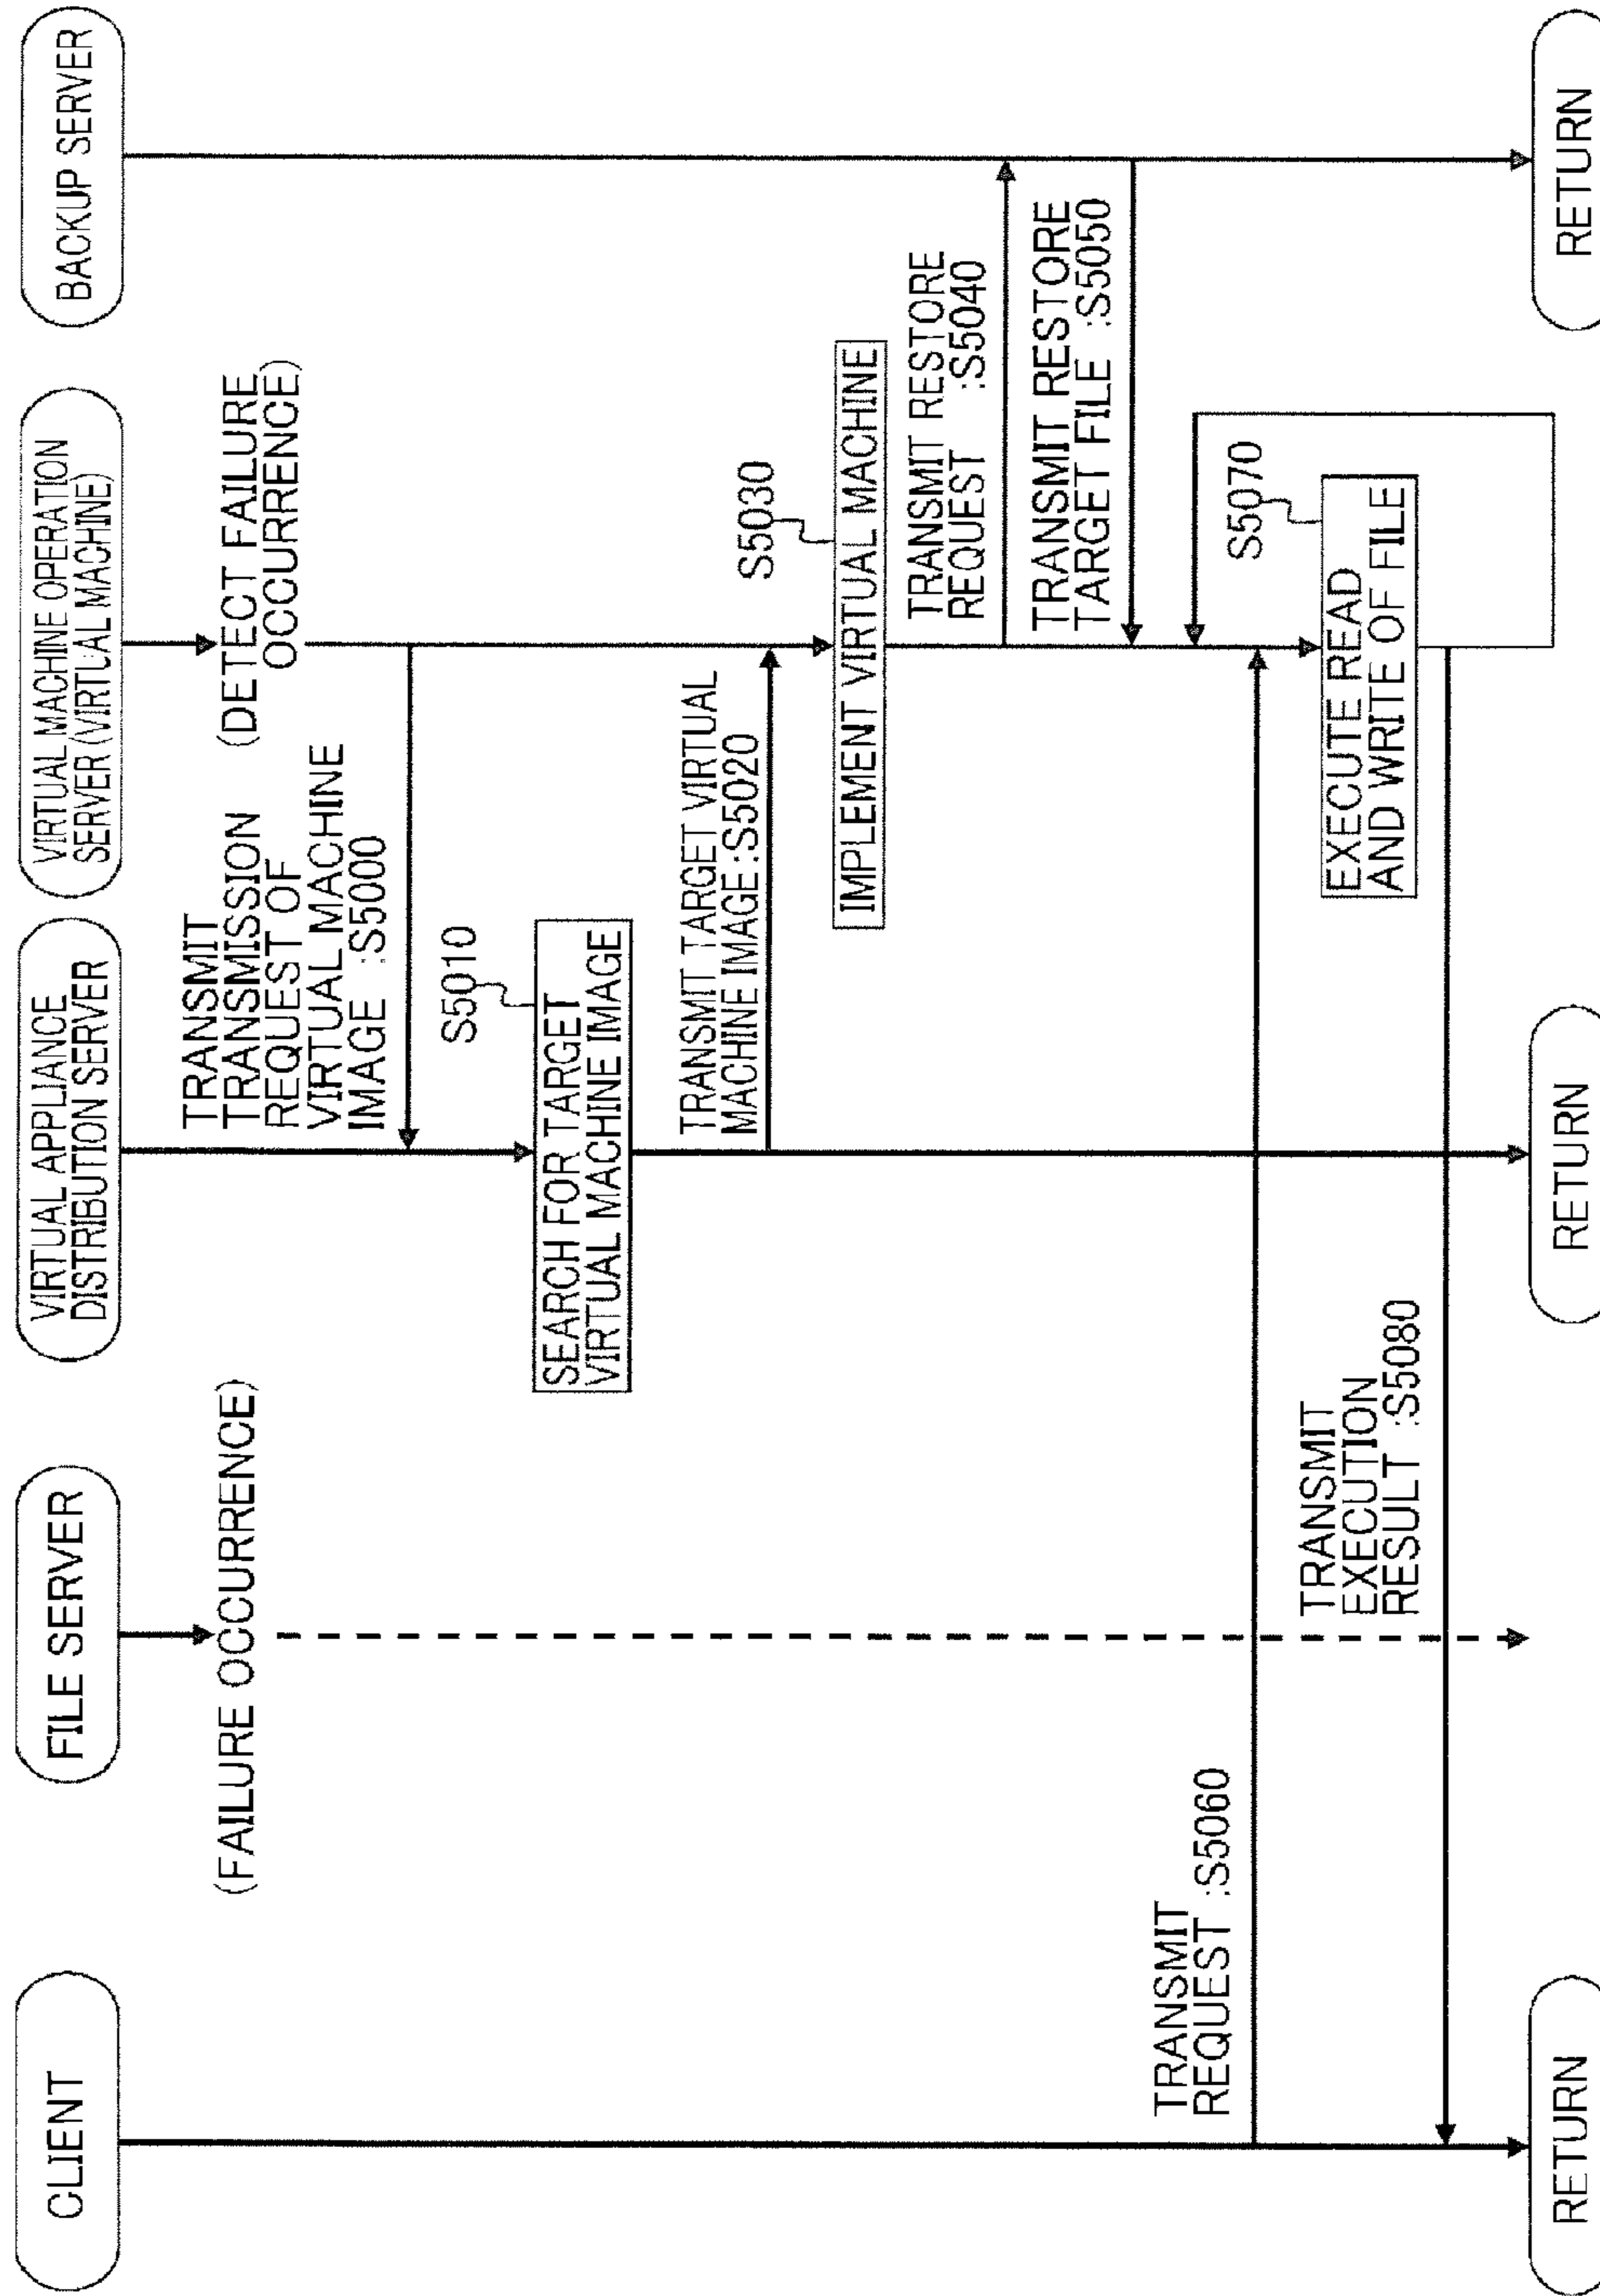 CLIENT
FILE SERVER
VIRTUAL APPLIANCE
DISTRIBUTION SERVER
VIRTUAL MACHINE OPERATION
SERVER (VIRTUAL MACHINE)
BACKUP SERVER
(FAILURE OCCURRENCE)
(DETECT FAILURE
OCCURRENCE)
TRANSMIT
TRANSMISSION
REQUEST OF
VIRTUAL MACHINE
IMAGE :S5000
S5010
SEARCH FOR TARGET
VIRTUAL MACHINE IMAGE
TRANSMIT TARGET VIRTUAL
MACHINE IMAGE :S5020
S5030
IMPLEMENT VIRTUAL MACHINE
TRANSMIT RESTORE
REQUEST :S5040
TRANSMIT RESTORE
TARGET FILE :S5050
TRANSMIT
REQUEST :S5060
S5070
EXECUTE READ
AND WRITE OF FILE
TRANSMIT
EXECUTION
RESULT :S5080
RETURN
RETURN
RETURN